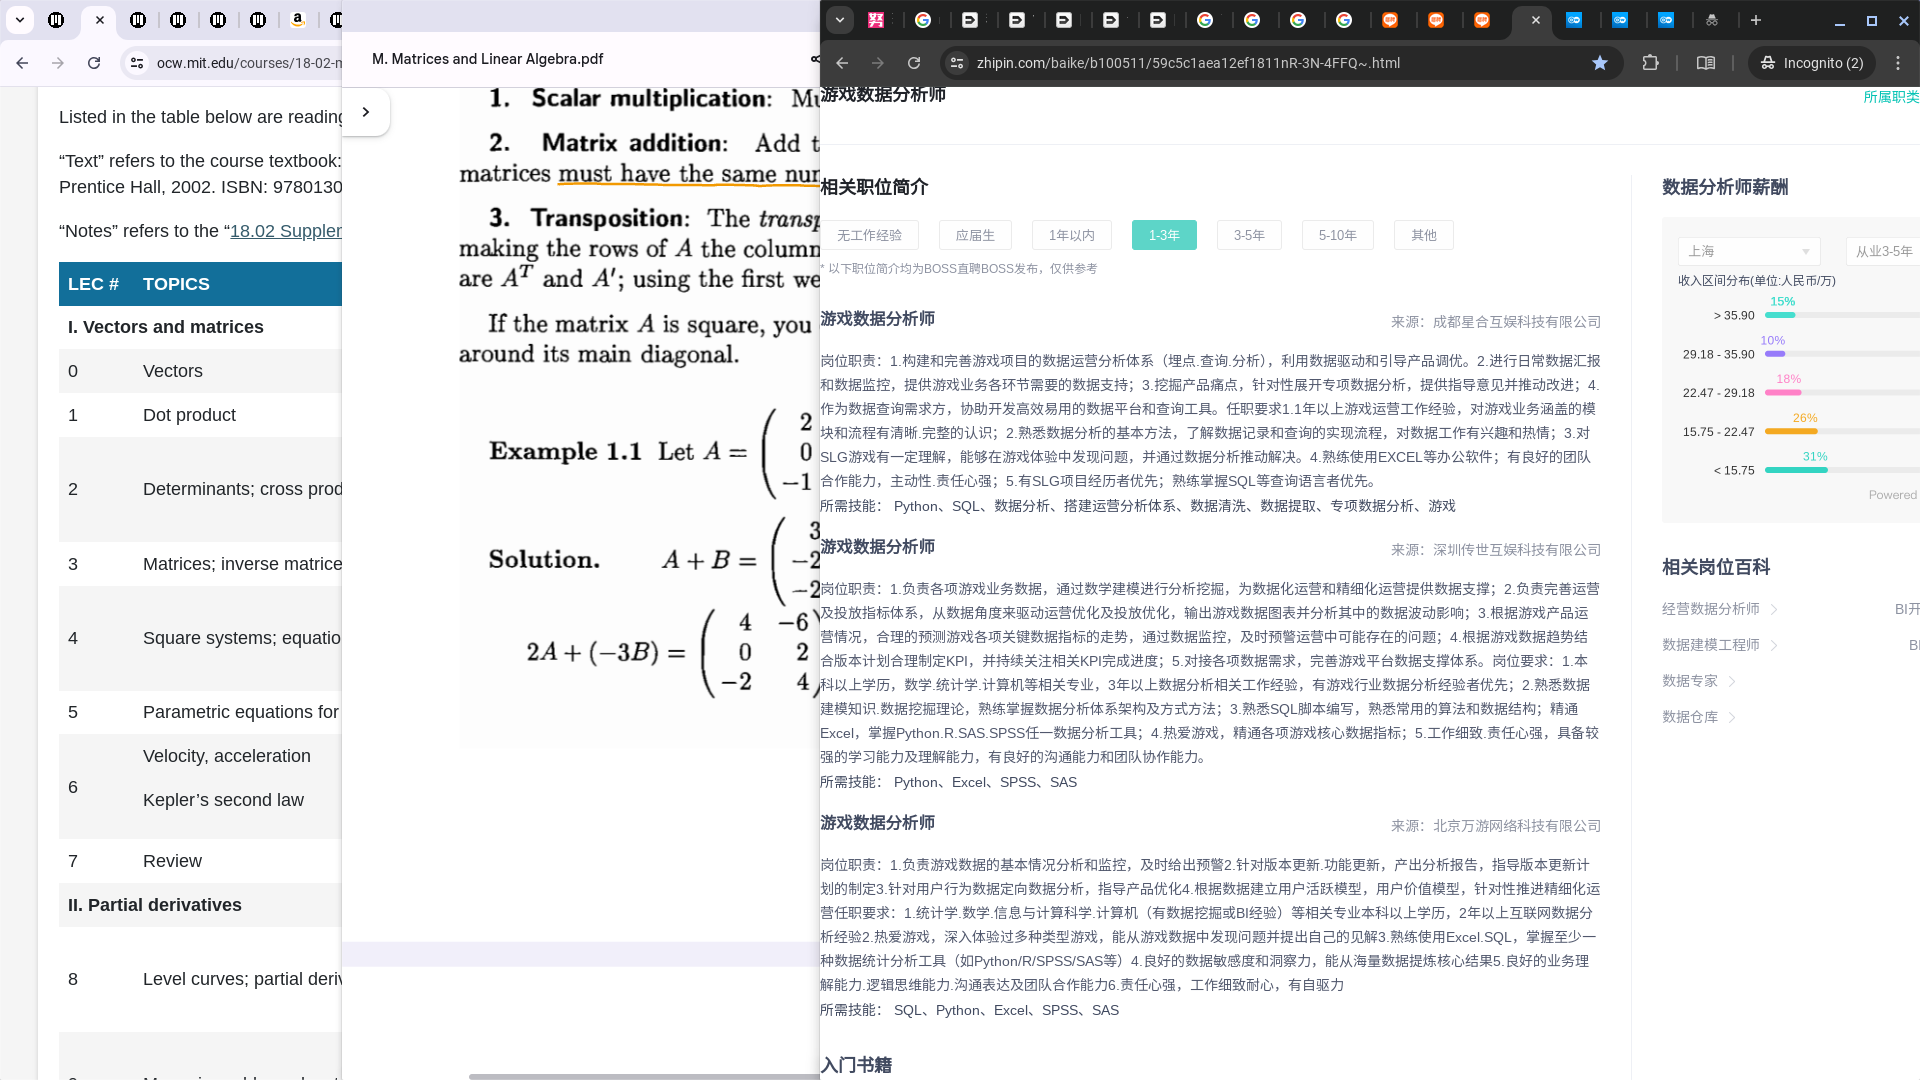 ocw.mit.edu/courses/18-02-m
Listed in the table below are reading
“Text” refers to the course textbook:
Prentice Hall, 2002. ISBN: 9780130
“Notes” refers to the “18.02 Supplem
LEC # TOPICS
I. Vectors and matrices
0 Vectors
1 Dot product
2 Determinants; cross prod
3 Matrices; inverse matrice
4 Square systems; equatio
5 Parametric equations for
6 Velocity, acceleration
Kepler’s second law
7 Review
II. Partial derivatives
8 Level curves; partial deriv
M. Matrices and Linear Algebra.pdf
1. Scalar multiplication: Mu
2. Matrix addition: Add t
matrices must have the same num
3. Transposition: The transp
making the rows of A the column
are A^T and A′; using the first we
If the matrix A is square, you
around its main diagonal.
Example 1.1 Let A = ( 2
0
−1
Solution. A + B = ( 3
−2
−2
2A + (−3B) = ( 4 −6
0 2
−2 4
Incognito (2)
zhipin.com/baike/b100511/59c5c1aea12ef1811nR-3N-4FFQ~.html
游戏数据分析师
所属职类
相关职位简介
无工作经验 应届生 1年以内 1-3年 3-5年 5-10年 其他
* 以下职位简介均为BOSS直聘BOSS发布，仅供参考
游戏数据分析师 来源：成都星合互娱科技有限公司
岗位职责：1.构建和完善游戏项目的数据运营分析体系（埋点.查询.分析），利用数据驱动和引导产品调优。2.进行日常数据汇报
和数据监控，提供游戏业务各环节需要的数据支持；3.挖掘产品痛点，针对性展开专项数据分析，提供指导意见并推动改进；4.
作为数据查询需求方，协助开发高效易用的数据平台和查询工具。任职要求1.1年以上游戏运营工作经验，对游戏业务涵盖的模
块和流程有清晰.完整的认识；2.熟悉数据分析的基本方法，了解数据记录和查询的实现流程，对数据工作有兴趣和热情；3.对
SLG游戏有一定理解，能够在游戏体验中发现问题，并通过数据分析推动解决。4.熟练使用EXCEL等办公软件；有良好的团队
合作能力，主动性.责任心强；5.有SLG项目经历者优先；熟练掌握SQL等查询语言者优先。
所需技能： Python、SQL、数据分析、搭建运营分析体系、数据清洗、数据提取、专项数据分析、游戏
游戏数据分析师 来源：深圳传世互娱科技有限公司
岗位职责：1.负责各项游戏业务数据，通过数学建模进行分析挖掘，为数据化运营和精细化运营提供数据支撑；2.负责完善运营
及投放指标体系，从数据角度来驱动运营优化及投放优化，输出游戏数据图表并分析其中的数据波动影响；3.根据游戏产品运
营情况，合理的预测游戏各项关键数据指标的走势，通过数据监控，及时预警运营中可能存在的问题；4.根据游戏数据趋势结
合版本计划合理制定KPI，并持续关注相关KPI完成进度；5.对接各项数据需求，完善游戏平台数据支撑体系。岗位要求：1.本
科以上学历，数学.统计学.计算机等相关专业，3年以上数据分析相关工作经验，有游戏行业数据分析经验者优先；2.熟悉数据
建模知识.数据挖掘理论，熟练掌握数据分析体系架构及方式方法；3.熟悉SQL脚本编写，熟悉常用的算法和数据结构；精通
Excel，掌握Python.R.SAS.SPSS任一数据分析工具；4.热爱游戏，精通各项游戏核心数据指标；5.工作细致.责任心强，具备较
强的学习能力及理解能力，有良好的沟通能力和团队协作能力。
所需技能： Python、Excel、SPSS、SAS
游戏数据分析师 来源：北京万游网络科技有限公司
岗位职责：1.负责游戏数据的基本情况分析和监控，及时给出预警2.针对版本更新.功能更新，产出分析报告，指导版本更新计
划的制定3.针对用户行为数据定向数据分析，指导产品优化4.根据数据建立用户活跃模型，用户价值模型，针对性推进精细化运
营任职要求：1.统计学.数学.信息与计算科学.计算机（有数据挖掘或BI经验）等相关专业本科以上学历，2年以上互联网数据分
析经验2.热爱游戏，深入体验过多种类型游戏，能从游戏数据中发现问题并提出自己的见解3.熟练使用Excel.SQL，掌握至少一
种数据统计分析工具（如Python/R/SPSS/SAS等）4.良好的数据敏感度和洞察力，能从海量数据提炼核心结果5.良好的业务理
解能力.逻辑思维能力.沟通表达及团队合作能力6.责任心强，工作细致耐心，有自驱力
所需技能： SQL、Python、Excel、SPSS、SAS
入门书籍
数据分析师薪酬
上海 从业3-5年
收入区间分布(单位:人民币/万)
15%
> 35.90
10%
29.18 - 35.90
18%
22.47 - 29.18
26%
15.75 - 22.47
31%
< 15.75
Powered
相关岗位百科
经营数据分析师 BI开
数据建模工程师 BI
数据专家
数据仓库